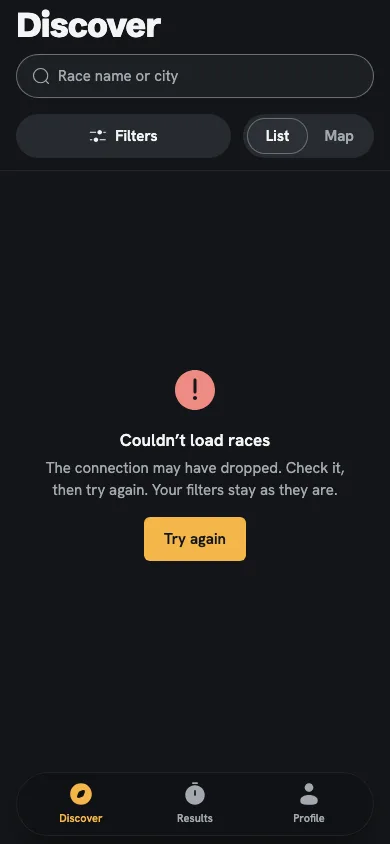 Discover
Race name or city
Filters
List
Map
Couldn’t load races
The connection may have dropped. Check it,
then try again. Your filters stay as they are.
Try again
Discover
Results
Profile